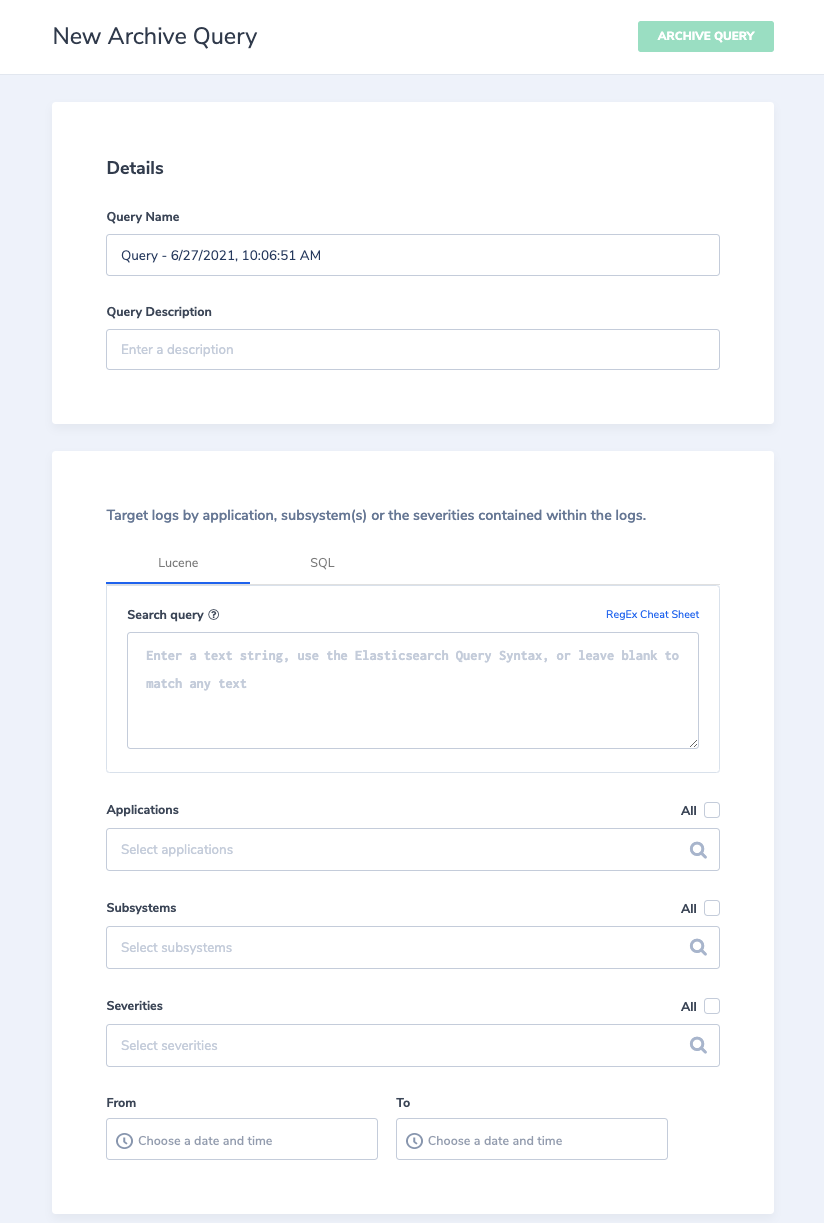 New Archive Query
ARCHIVE QUERY
Details
Query Name
Query - 6/27/2021, 10:06:51 AM
Query Description
Enter a description
Target logs by application, subsystem(s) or the severities contained within the logs.
Lucene SQL
Search query ? RegEx Cheat Sheet
Enter a text string, use the Elasticsearch Query Syntax, or leave blank to
match any text
Applications All
Select applications
Subsystems All
Select subsystems
Severities All
Select severities
From To
Choose a date and time Choose a date and time